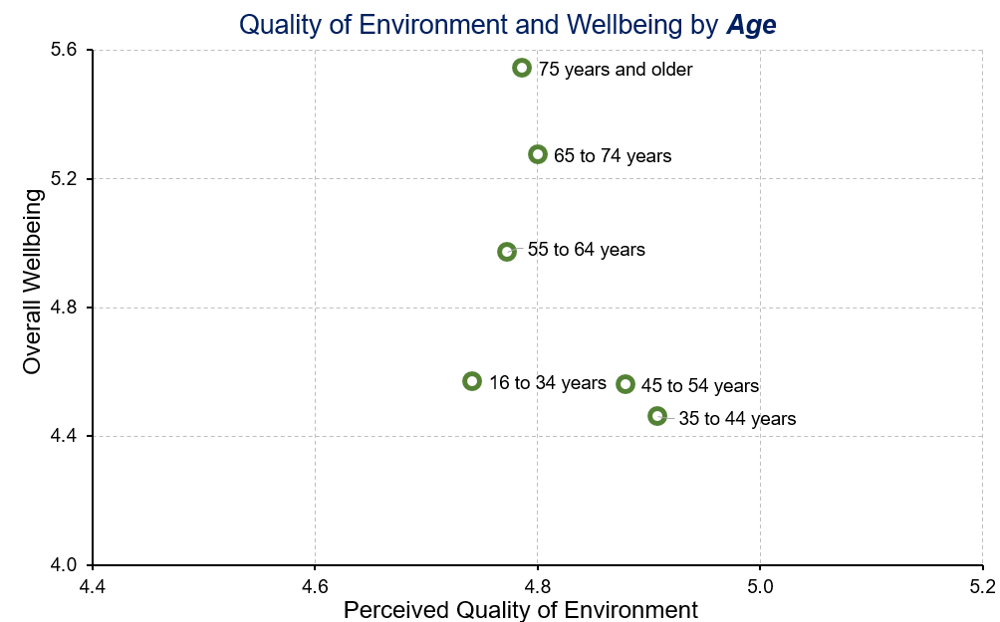 Quality of Environment and Wellbeing by Age
5.6
75 years and older
65 to 74 years
5.2
55 to 64 years
Overall Wellbeing
4.8
16 to 34 years
45 to 54 years
35 to 44 years
4.4
4.0
4.4
4.6
4.8
5.0
5.2
Perceived Quality of Environment